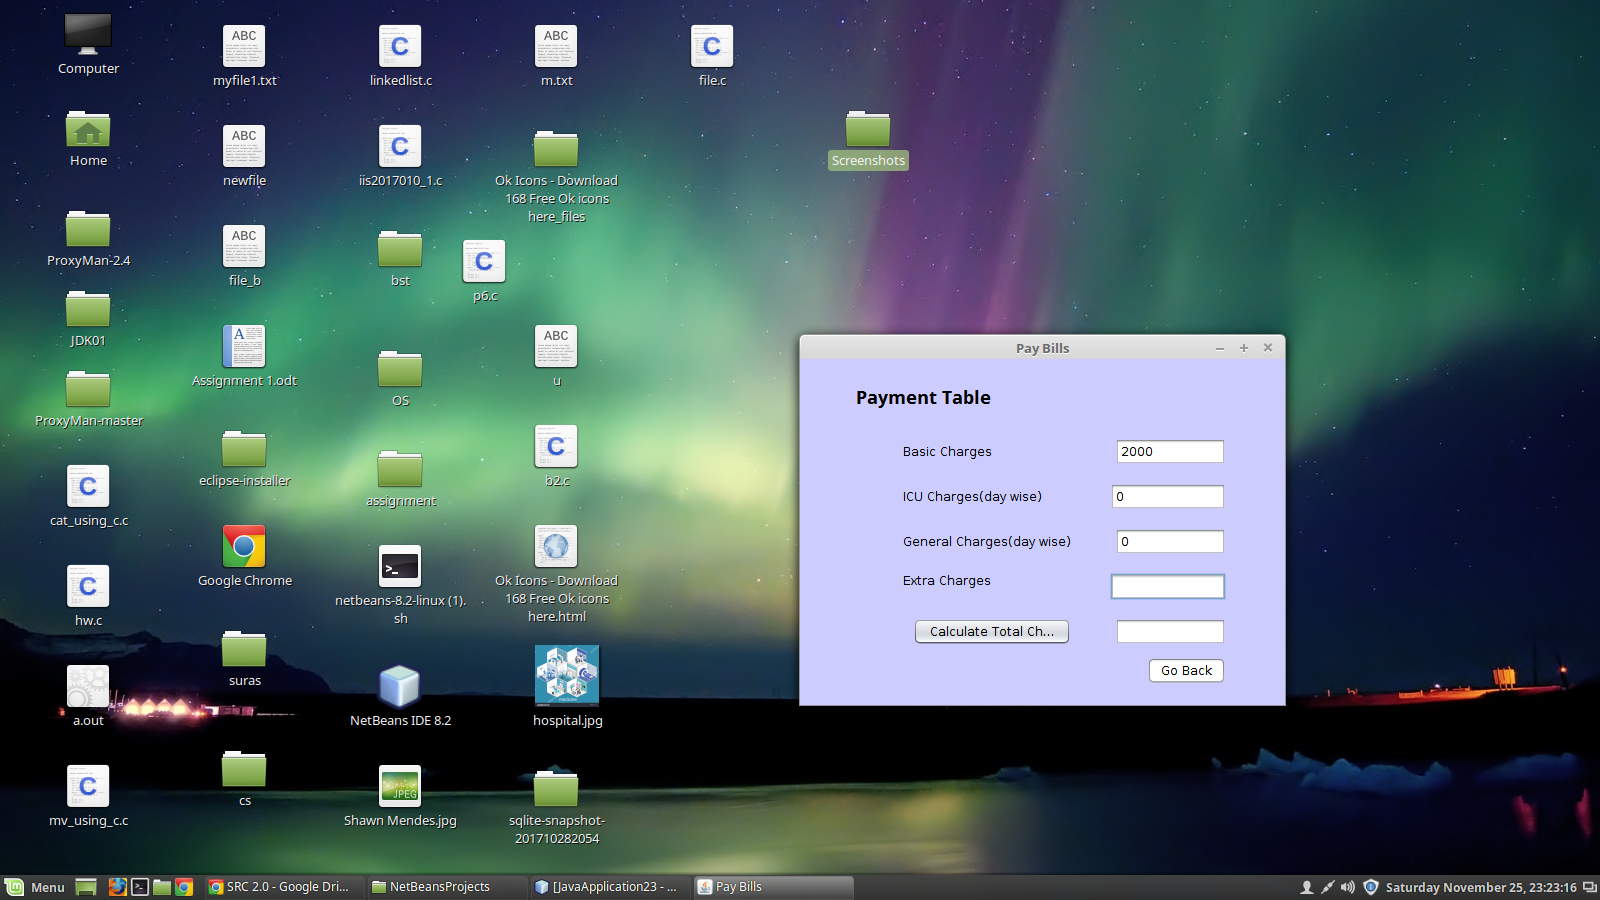 Computer
myfile1.txt
linkedlist.c
m.txt
file.c
Home
newfile
iis2017010_1.c
Ok Icons - Download
168 Free Ok icons
here_files
Screenshots
ProxyMan-2.4
file_b
bst
p6.c
JDK01
Assignment 1.odt
OS
u
ProxyMan-master
eclipse-installer
assignment
b2.c
cat_using_c.c
Google Chrome
netbeans-8.2-linux (1).
sh
Ok Icons - Download
168 Free Ok icons
here.html
hw.c
suras
NetBeans IDE 8.2
hospital.jpg
a.out
cs
Shawn Mendes.jpg
sqlite-snapshot-
201710282054
mv_using_c.c
ABC
ABC
ABC
ABC
ABC
C
C
C
C
C
C
C
C
A
>_
JPEG
Pay Bills
Payment Table
Basic Charges 2000
ICU Charges(day wise) 0
General Charges(day wise) 0
Extra Charges
Calculate Total Ch...
Go Back
Menu
SRC 2.0 - Google Dri...
NetBeansProjects
[JavaApplication23 - ...
Pay Bills
Saturday November 25, 23:23:16